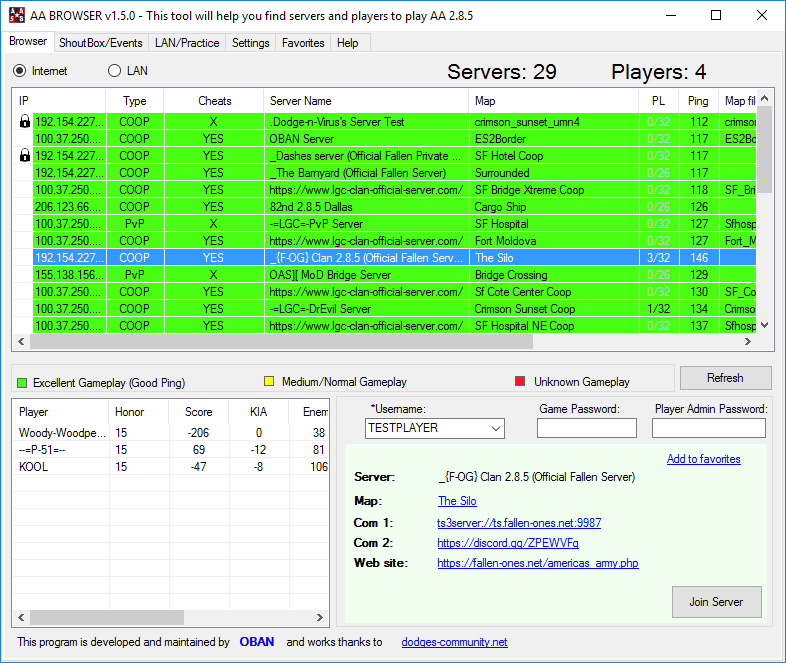 AA BROWSER v1.5.0 - This tool will help you find servers and players to play AA 2.8.5
Browser ShoutBox/Events LAN/Practice Settings Favorites Help
Internet LAN Servers: 29 Players: 4
IP Type Cheats Server Name Map PL Ping Map fil
192.154.227... COOP X .Dodge-n-Virus's Server Test crimson_sunset_umn4 0/32 112 crimso
100.37.250.... COOP YES OBAN Server ES2Border 0/32 117 ES2Bo
192.154.227... COOP YES _Dashes server (Official Fallen Private ... SF Hotel Coop 0/32 117
192.154.227... COOP YES _The Barnyard (Official Fallen Server) Surrounded 0/26 117
100.37.250.... COOP YES https://www.lgc-clan-official-server.com/ SF Bridge Xtreme Coop 0/32 118 SF_Bri
206.123.66.... COOP YES 82nd 2.8.5 Dallas Cargo Ship 0/26 126
100.37.250.... PvP X -=LGC=-PvP Server SF Hospital 0/32 127 Sfhosp
100.37.250.... COOP YES https://www.lgc-clan-official-server.com/ Fort Moldova 0/32 127 Fort_M
192.154.227... COOP YES _{F-OG} Clan 2.8.5 (Official Fallen Serv... The Silo 3/32 146
155.138.156... PvP X OAS][ MoD Bridge Server Bridge Crossing 0/26 129
100.37.250.... COOP YES https://www.lgc-clan-official-server.com/ Sf Cote Center Coop 0/32 130 SF_Co
100.37.250.... COOP YES -=LGC=-DrEvil Server Crimson Sunset Coop 1/32 134 Crimso
100.37.250.... COOP YES https://www.lgc-clan-official-server.com/ SF Hospital NE Coop 0/32 137 Sfhosp
Excellent Gameplay (Good Ping) Medium/Normal Gameplay Unknown Gameplay Refresh
Player Honor Score KIA Enem
Woody-Woodpe... 15 -206 0 38
--=P-51=-- 15 69 -12 81
KOOL 15 -47 -8 106
*Username: Game Password: Player Admin Password:
TESTPLAYER
Add to favorites
Server: _{F-OG} Clan 2.8.5 (Official Fallen Server)
Map: The Silo
Com 1: ts3server://ts.fallen-ones.net:9987
Com 2: https://discord.gg/ZPEWVFq
Web site: https://fallen-ones.net/americas_army.php
Join Server
This program is developed and maintained by OBAN and works thanks to dodges-community.net